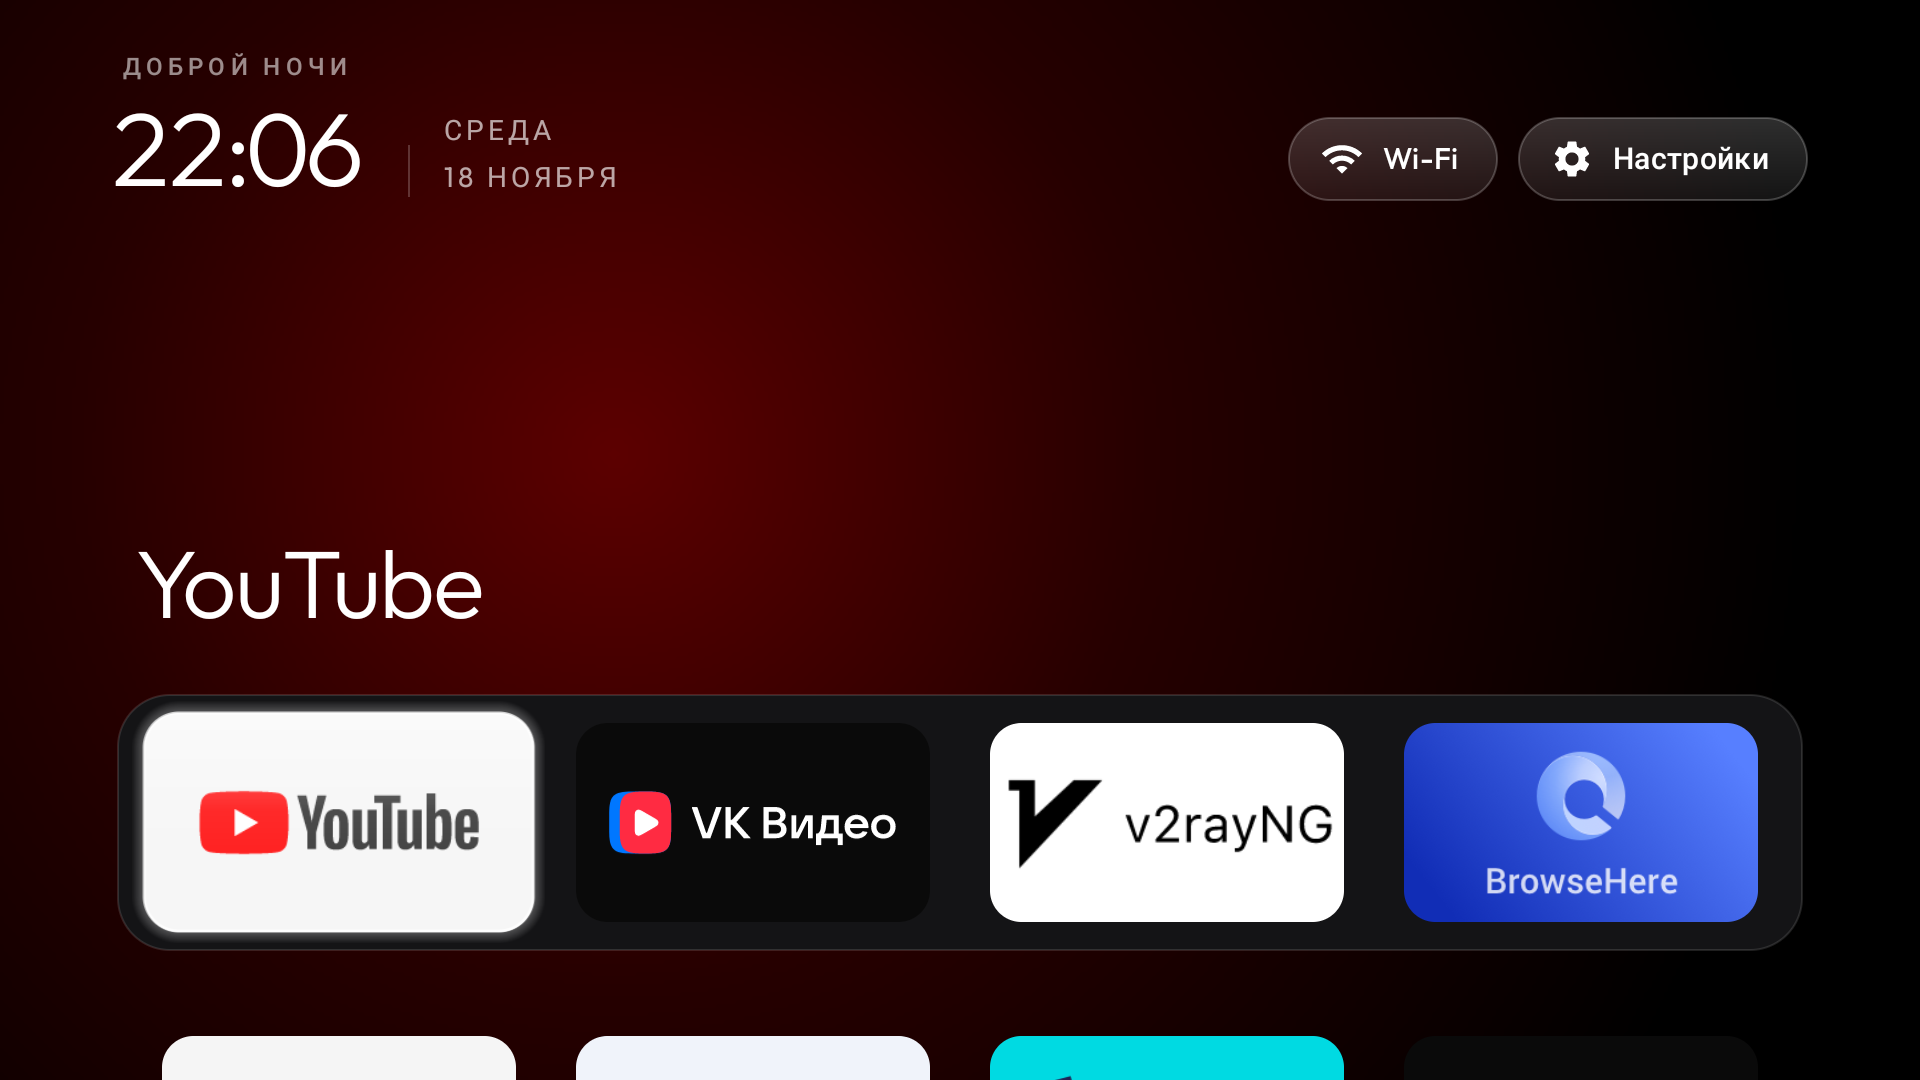 ДОБРОЙ НОЧИ
22:06
СРЕДА
18 НОЯБРЯ
Wi-Fi
Настройки
YouTube
YouTube
VK Видео
v2rayNG
BrowseHere